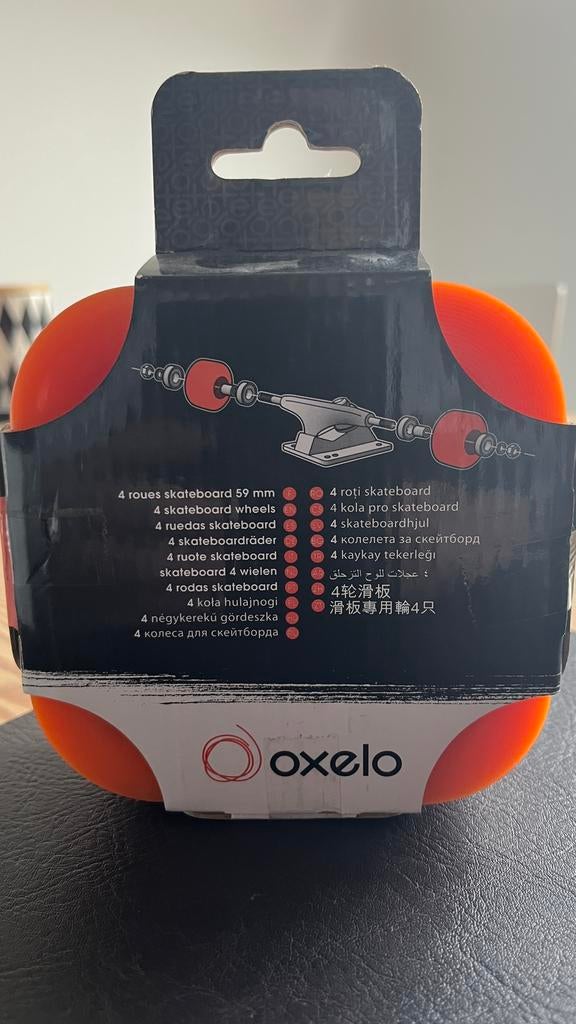 4 roues skateboard 59 mm
4 skateboard wheels
4 ruedas skateboard
4 skateboardräder
4 ruote skateboard
skateboard 4 wielen
4 rodas skateboard
4 koła hulajnogi
4 négykerekű gördeszka
4 колеса для скейтборда
4 roți skateboard
4 kola pro skateboard
4 skateboardhjul
4 колелета за скейтборд
4 kaykay tekerleği
٤ عجلات للوح التزحلق
4轮滑板
滑板專用輪4只
oxelo